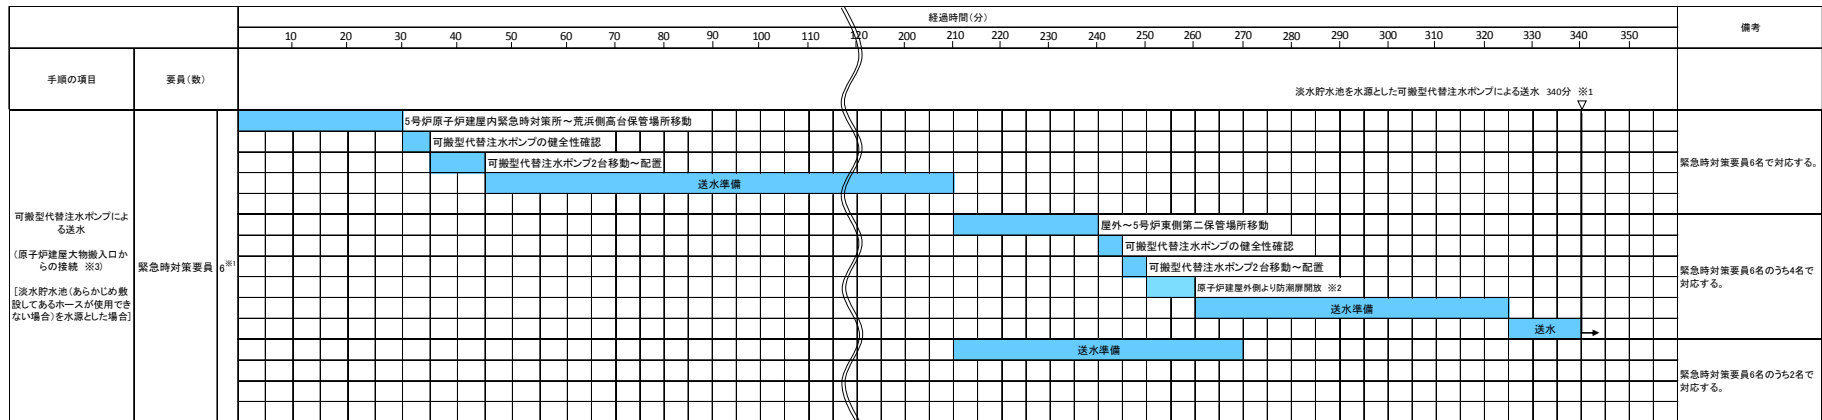 経過時間(分)
備考
10 20 30 40 50 60 70 80 90 100 110 120 200 210 220 230 240 250 260 270 280 290 300 310 320 330 340 350
手順の項目
要員(数)
淡水貯水池を水源とした可搬型代替注水ポンプによる送水 340分 ※1
可搬型代替注水ポンプによ
る送水
(原子炉建屋大物搬入口か
らの接続 ※3)
[淡水貯水池(あらかじめ敷
設してあるホースが使用でき
ない場合)を水源とした場合]
緊急時対策要員
6※1
5号炉原子炉建屋内緊急時対策所~荒浜側高台保管場所移動
可搬型代替注水ポンプの健全性確認
可搬型代替注水ポンプ2台移動~配置
送水準備
緊急時対策要員6名で対応する。
屋外~5号炉東側第二保管場所移動
可搬型代替注水ポンプの健全性確認
可搬型代替注水ポンプ2台移動~配置
原子炉建屋外側より防潮扉開放 ※2
送水準備
送水
緊急時対策要員6名のうち4名で
対応する。
送水準備
緊急時対策要員6名のうち2名で
対応する。